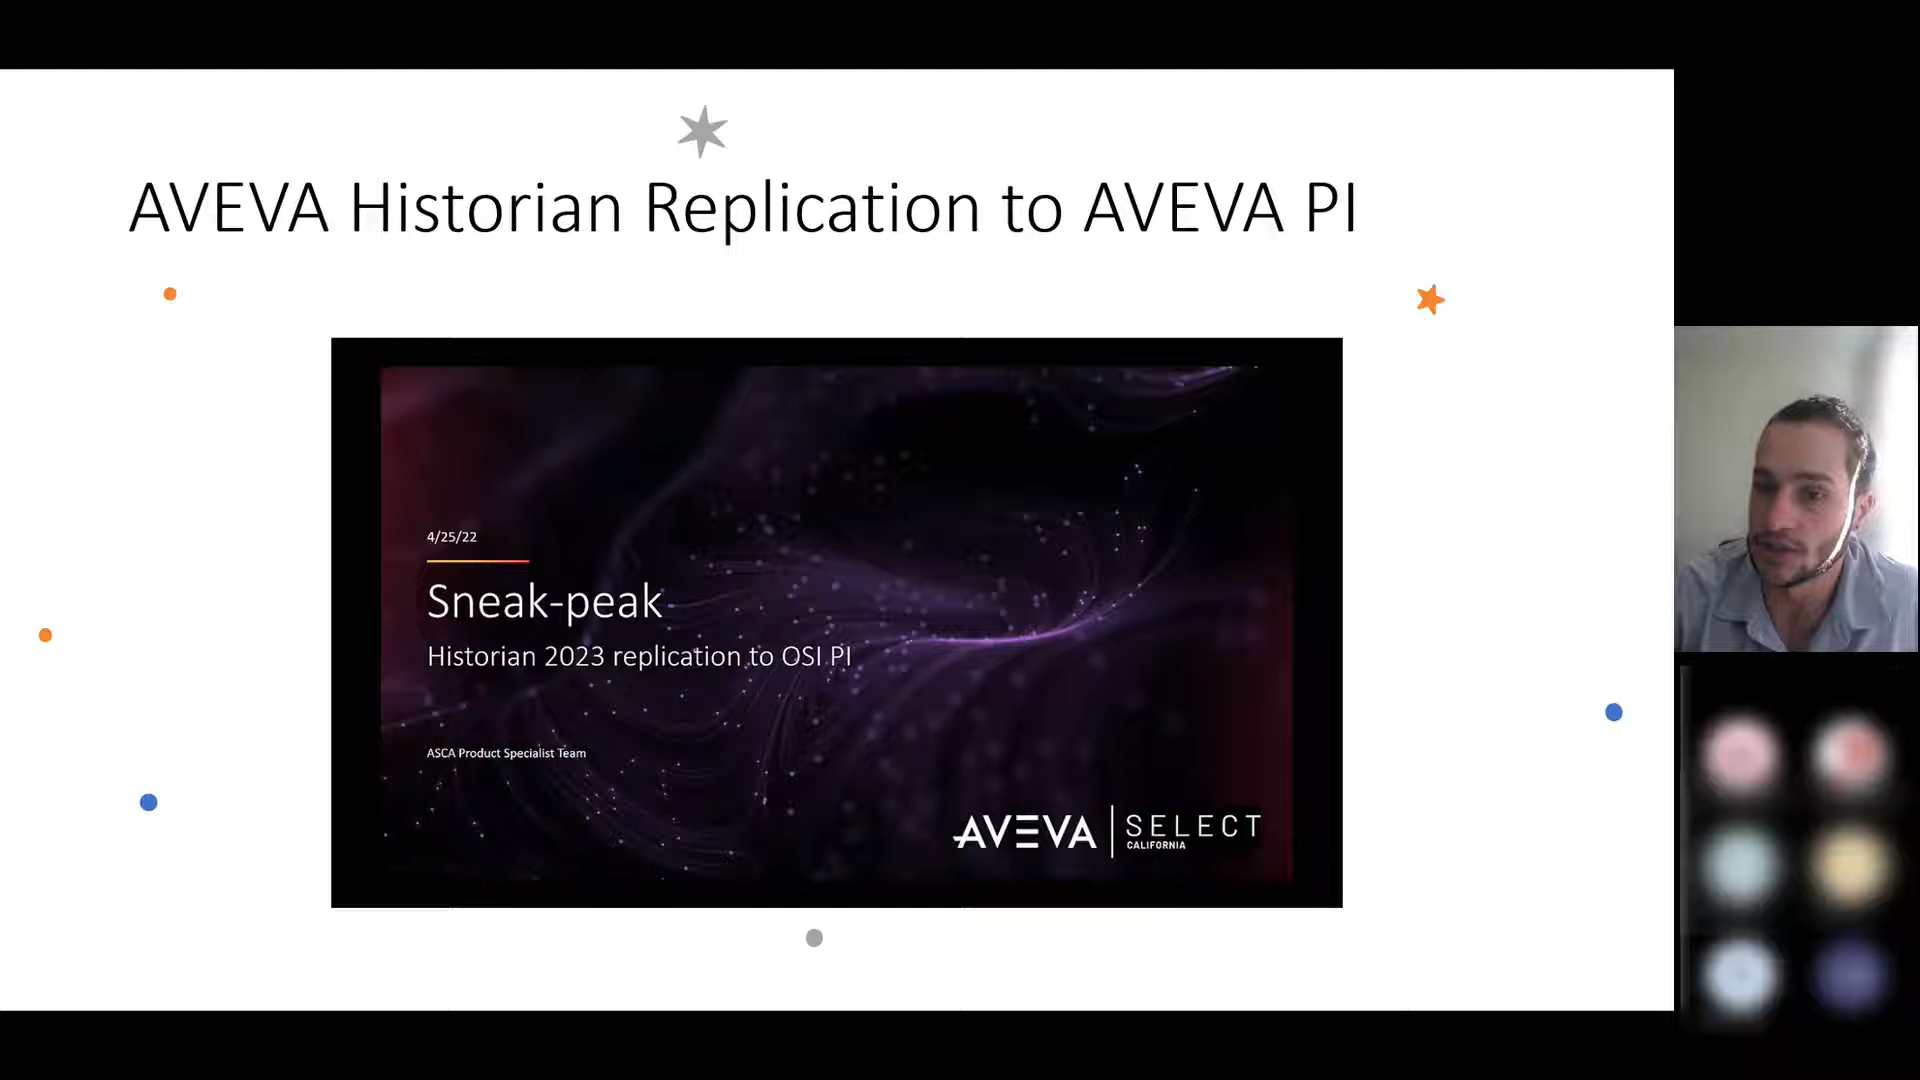 AVEVA Historian Replication to AVEVA PI
4/25/22
Sneak-peak
Historian 2023 replication to OSI PI
ASCA Product Specialist Team
AVEVA SELECT
CALIFORNIA